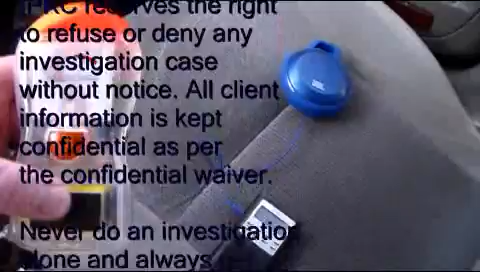 IPRC reserves the right
to refuse or deny any
investigation case
without notice. All client
information is kept
confidential as per
the confidential waiver.
Never do an investigation
alone and always